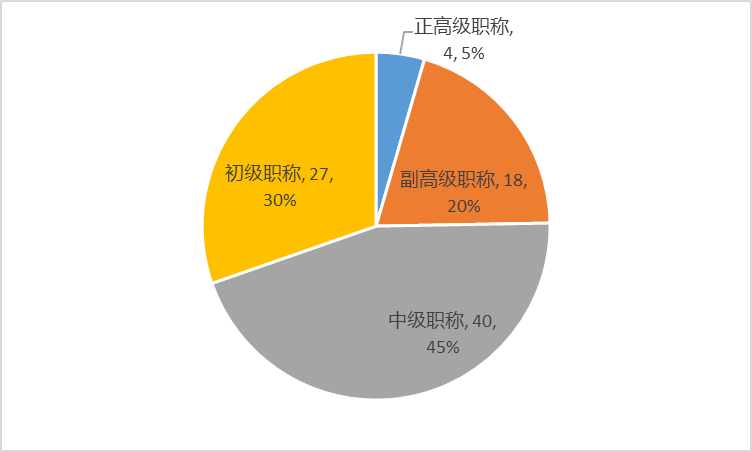 正高级职称,
4, 5%
副高级职称, 18,
20%
初级职称, 27,
30%
中级职称, 40,
45%